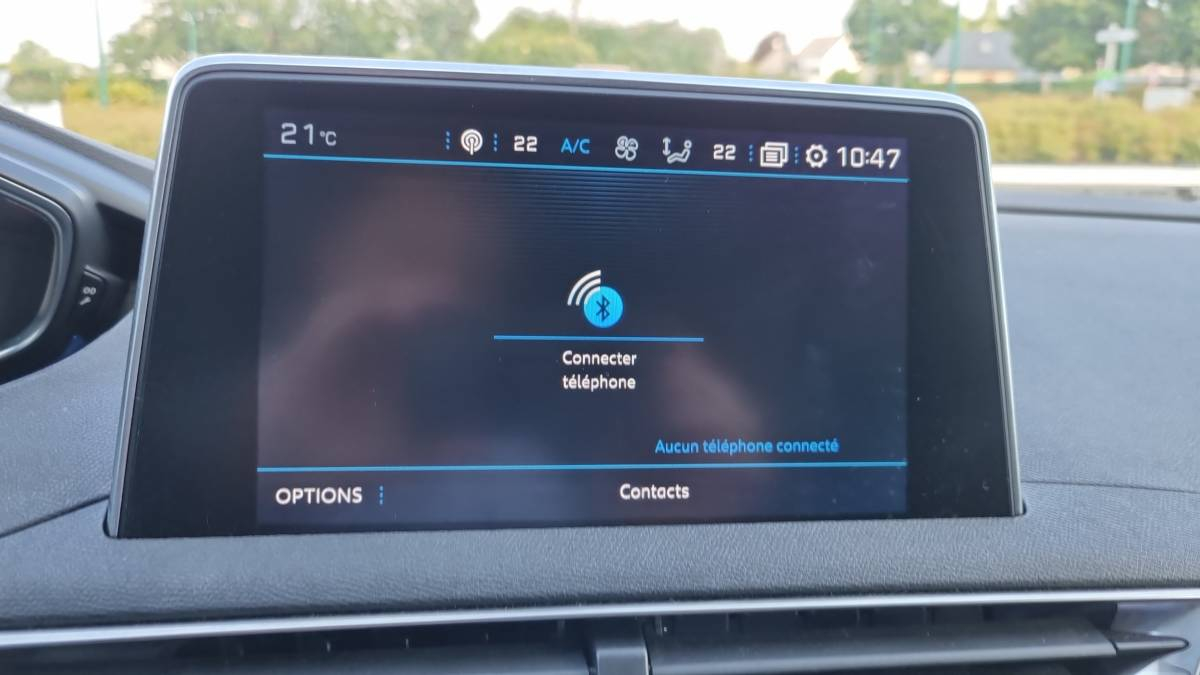 21°C 22 A/C 22 10:47
Connecter
téléphone
Aucun téléphone connecté
OPTIONS Contacts